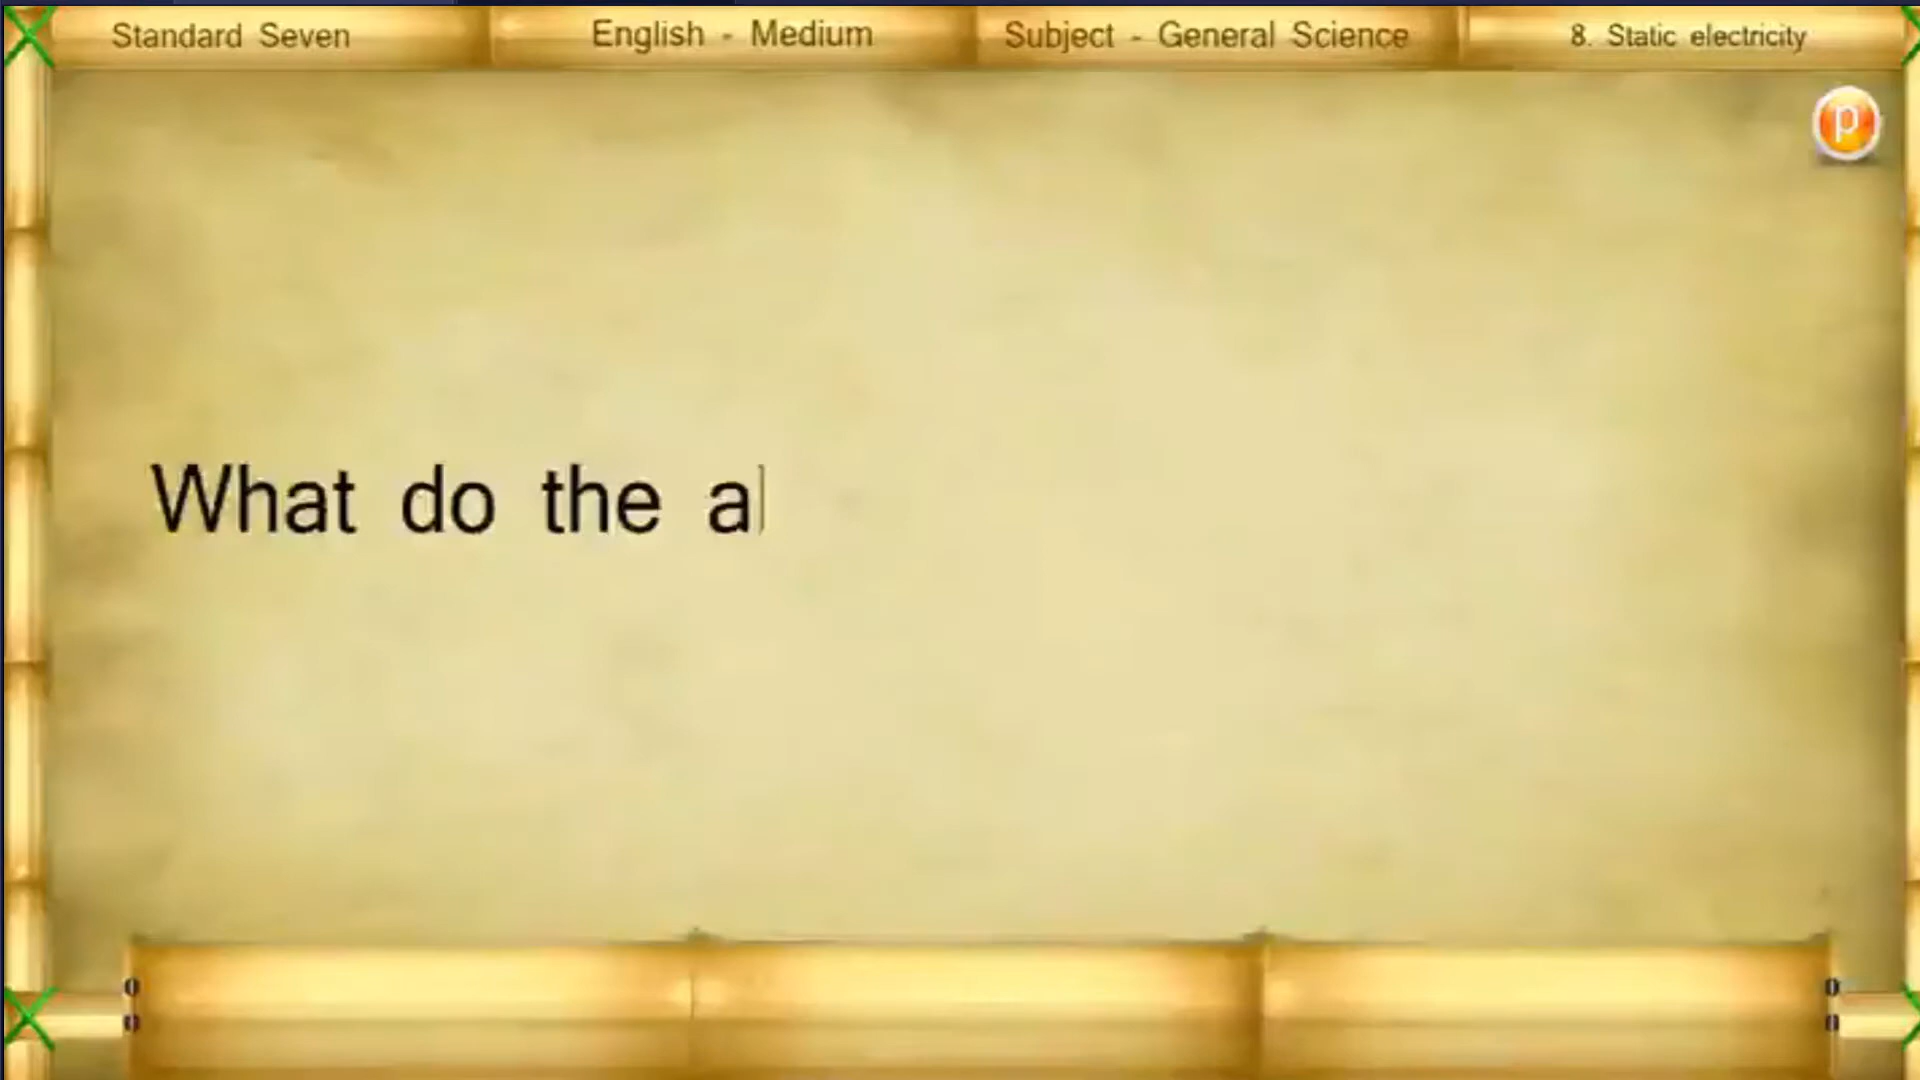 Standard Seven
English - Medium
Subject - General Science
8. Static electricity
p
What do the a